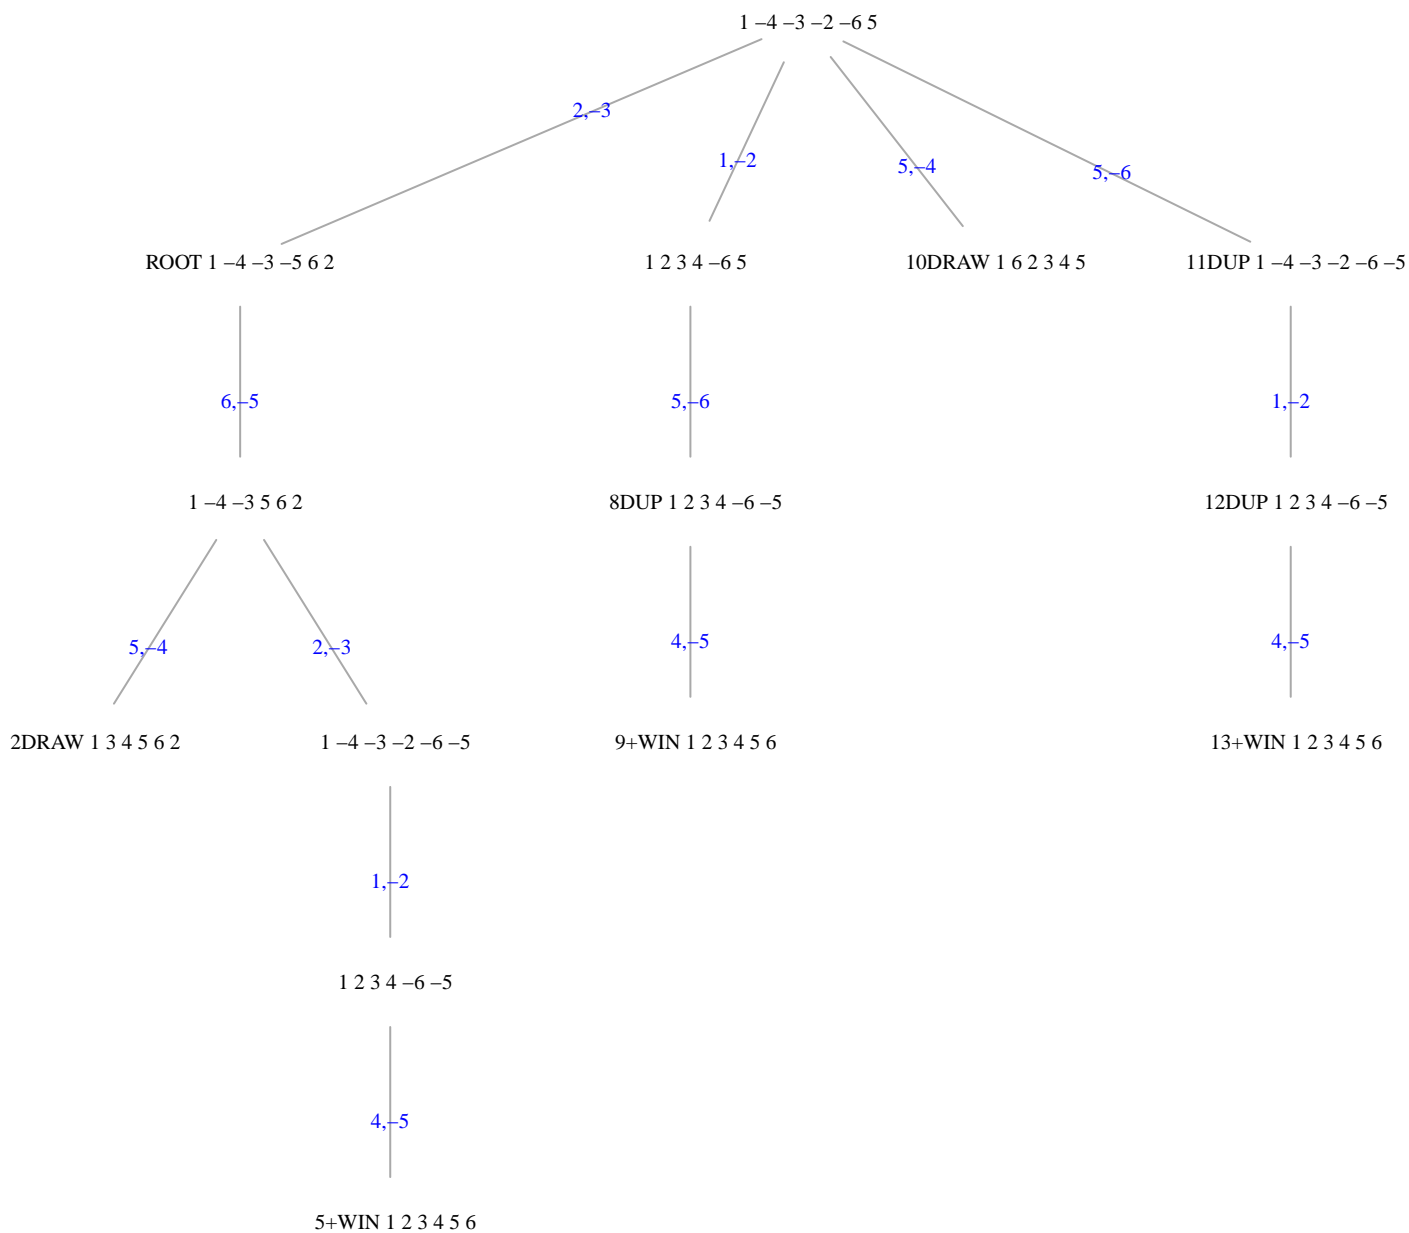 1 –4 –3 –2 –6 5
2,–3
1,–2
5,–4
5,–6
ROOT 1 –4 –3 –5 6 2
1 2 3 4 –6 5
10DRAW 1 6 2 3 4 5
11DUP 1 –4 –3 –2 –6 –5
6,–5
5,–6
1,–2
1 –4 –3 5 6 2
8DUP 1 2 3 4 –6 –5
12DUP 1 2 3 4 –6 –5
5,–4
2,–3
4,–5
4,–5
2DRAW 1 3 4 5 6 2
1 –4 –3 –2 –6 –5
9+WIN 1 2 3 4 5 6
13+WIN 1 2 3 4 5 6
1,–2
1 2 3 4 –6 –5
4,–5
5+WIN 1 2 3 4 5 6